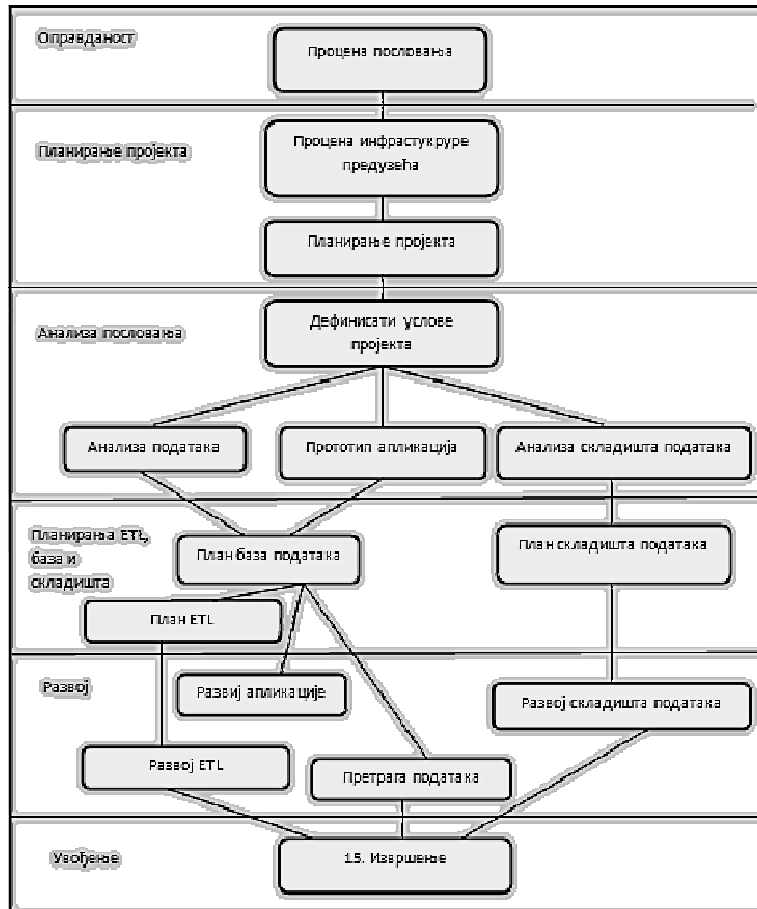 Оправданост
Процена пословања
Процена инфрастукруре
предузећа
Планирање пројекта
Планирање пројекта
Дефинисати услове
пројекта
Анализа пословања
Анализа података
Прототип апликација
Анализа складишта података
Планирања ETL,
база и
складишта
План база података
План складишта података
План ETL
Развој
Развиј апликације
Развој складишта података
Развој ETL
Претрага података
Увођење
15. Извршење